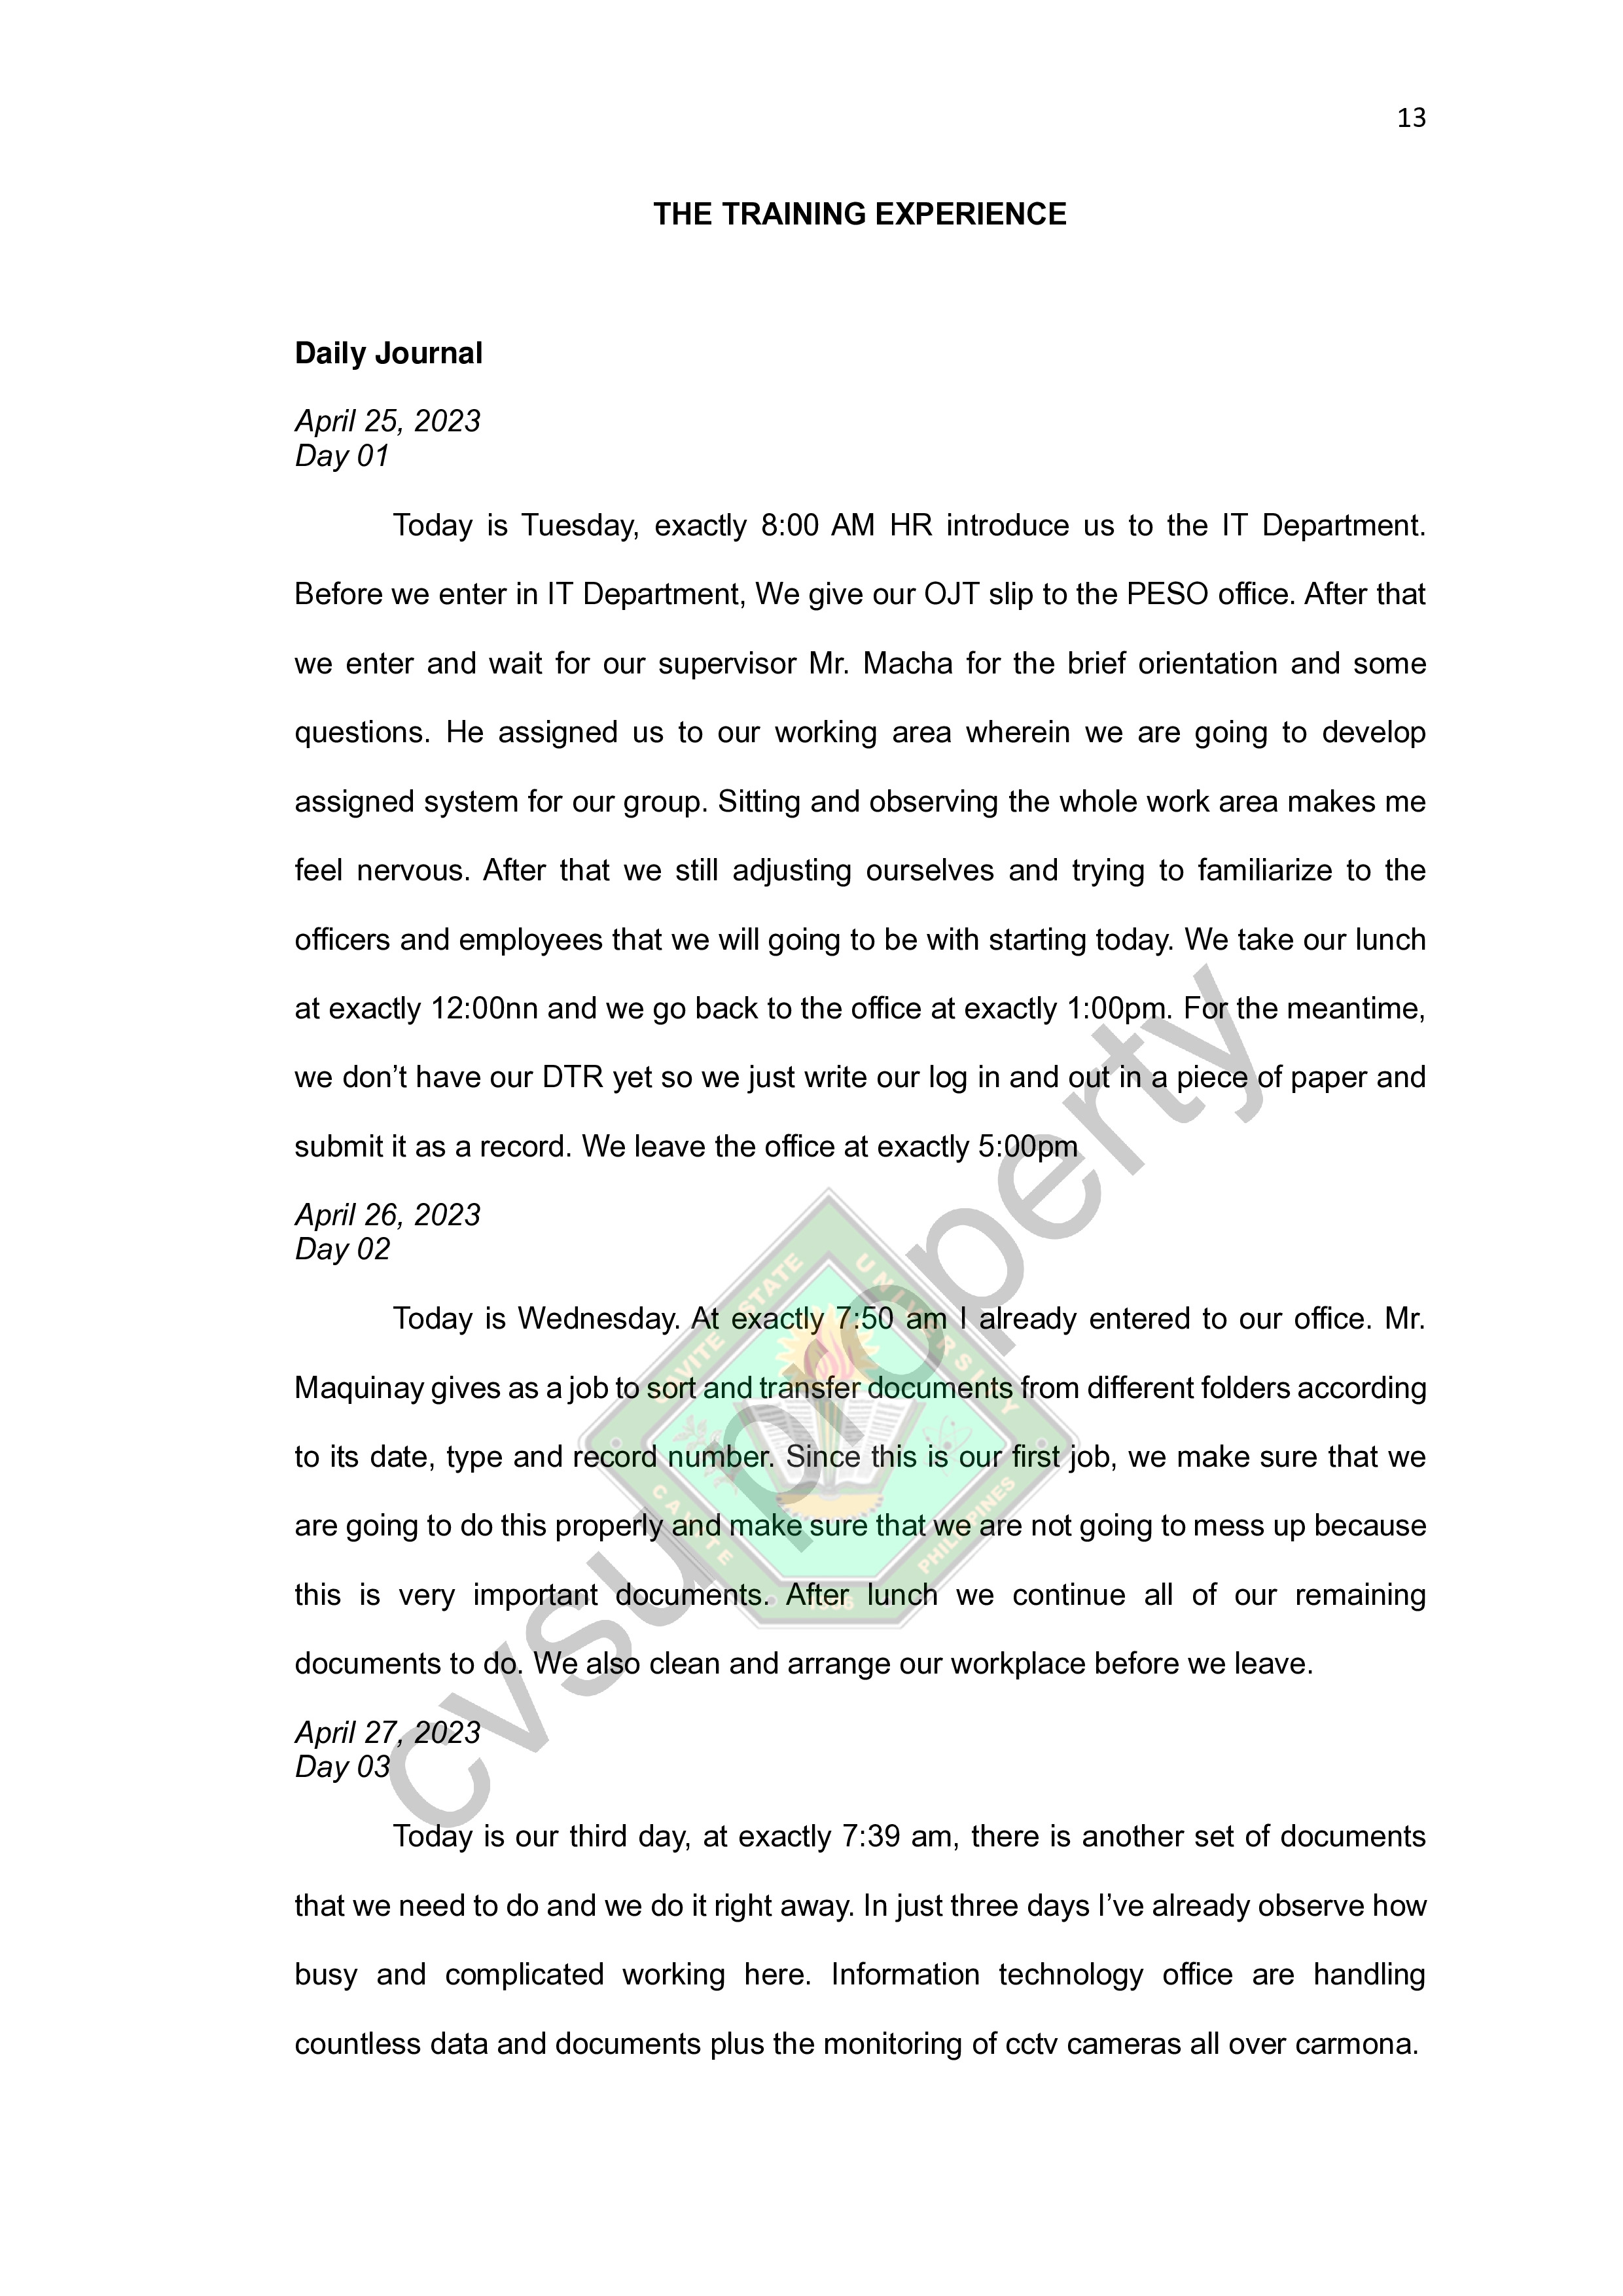 13
THE TRAINING EXPERIENCE
Daily Journal
April 25, 2023
Day 01
Today is Tuesday, exactly 8:00 AM HR introduce us to the IT Department.
Before we enter in IT Department, We give our OJT slip to the PESO office. After that
we enter and wait for our supervisor Mr. Macha for the brief orientation and some
questions. He assigned us to our working area wherein we are going to develop
assigned system for our group. Sitting and observing the whole work area makes me
feel nervous. After that we still adjusting ourselves and trying to familiarize to the
officers and employees that we will going to be with starting today. We take our lunch
at exactly 12:00nn and we go back to the office at exactly 1:00pm. For the meantime,
we don’t have our DTR yet so we just write our log in and out in a piece of paper and
submit it as a record. We leave the office at exactly 5:00pm
April 26, 2023
Day 02
Today is Wednesday. At exactly 7:50 am I already entered to our office. Mr.
Maquinay gives as a job to sort and transfer documents from different folders according
to its date, type and record number. Since this is our first job, we make sure that we
are going to do this properly and make sure that we are not going to mess up because
this is very important documents. After lunch we continue all of our remaining
documents to do. We also clean and arrange our workplace before we leave.
April 27, 2023
Day 03
Today is our third day, at exactly 7:39 am, there is another set of documents
that we need to do and we do it right away. In just three days I’ve already observe how
busy and complicated working here. Information technology office are handling
countless data and documents plus the monitoring of cctv cameras all over carmona.
cvsu property
CAVITE STATE UNIVERSITY
CAVITE
PHILIPPINES